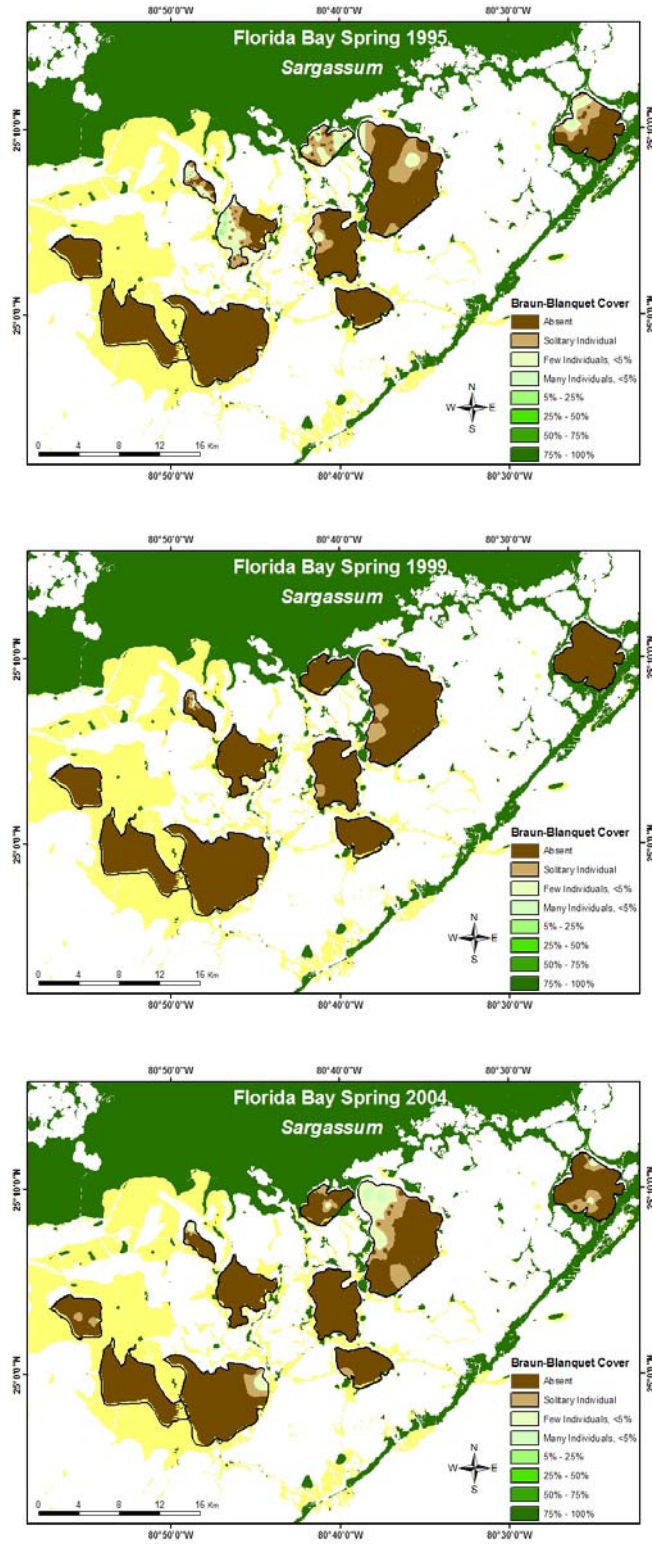 80°50'0"W 80°40'0"W 80°30'0"W
Florida Bay Spring 1995
Sargassum
25°10'N
25°0'0"N
Braun-Blanquet Cover
Absent
Solitary Individual
Few Individuals, <5%
Many Individuals, <5%
5% - 25%
25% - 50%
50% - 75%
75% - 100%
N
W E
S
0 4 8 12 16 Km
80°50'0"W 80°40'0"W 80°30'0"W
80°50'0"W 80°40'0"W 80°30'0"W
Florida Bay Spring 1999
Sargassum
25°10'N
25°0'0"N
Braun-Blanquet Cover
Absent
Solitary Individual
Few Individuals, <5%
Many Individuals, <5%
5% - 25%
25% - 50%
50% - 75%
75% - 100%
N
W E
S
0 4 8 12 16 Km
80°50'0"W 80°40'0"W 80°30'0"W
80°50'0"W 80°40'0"W 80°30'0"W
Florida Bay Spring 2004
Sargassum
25°10'N
25°0'0"N
Braun-Blanquet Cover
Absent
Solitary Individual
Few Individuals, <5%
Many Individuals, <5%
5% - 25%
25% - 50%
50% - 75%
75% - 100%
N
W E
S
0 4 8 12 16 Km
80°50'0"W 80°40'0"W 80°30'0"W